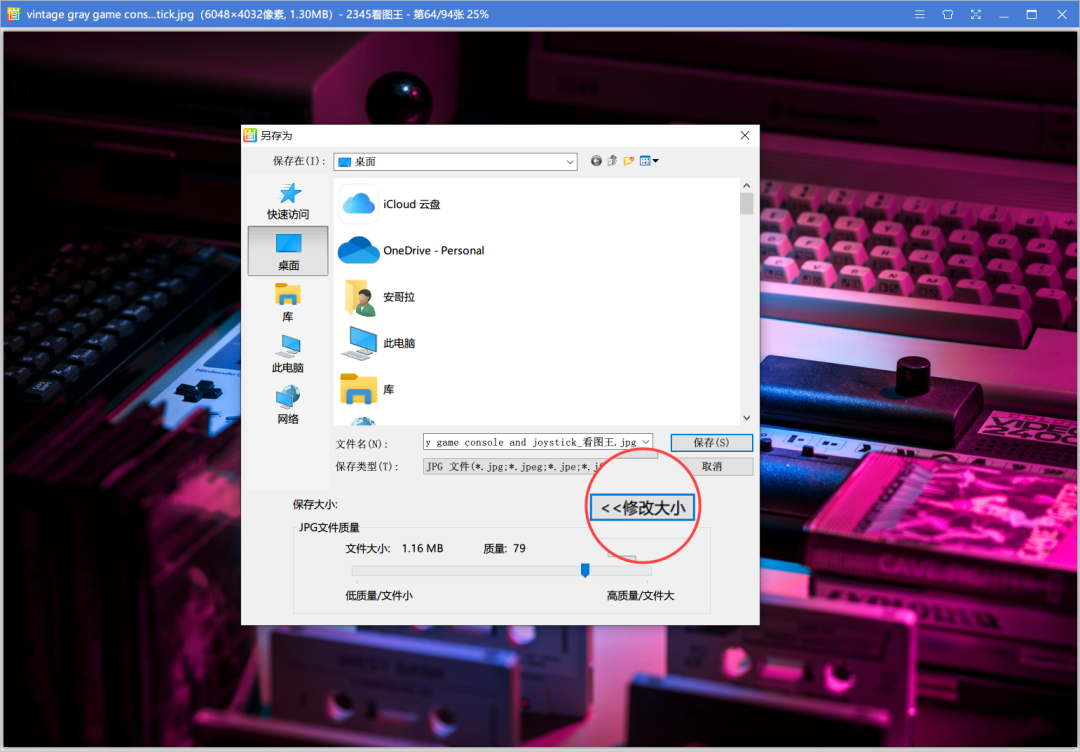 vintage gray game cons...tick.jpg（6048×4032像素, 1.30MB）- 2345看图王 - 第64/94张 25%
另存为
保存在(I):
桌面
快速访问
桌面
库
此电脑
网络
iCloud 云盘
OneDrive - Personal
安哥拉
此电脑
库
文件名(N):
y game console and joystick_看图王.jpg
保存(S)
保存类型(T):
JPG 文件(*.jpg;*.jpeg;*.jpe;*.j
取消
保存大小:
<<修改大小
JPG文件质量
文件大小: 1.16 MB
质量: 79
低质量/文件小
高质量/文件大
VIDEO
2400
CAVE FIGHTER
WEST BANK